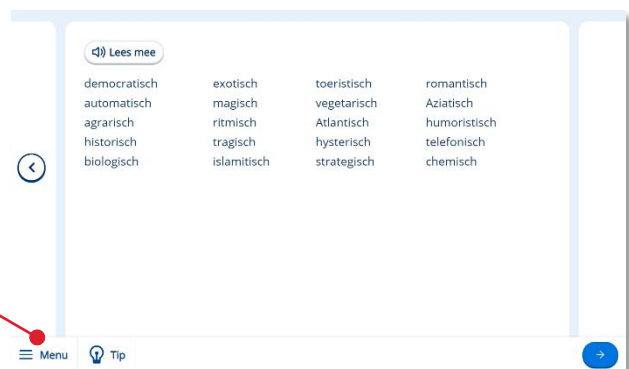 Lees mee
democratisch exotisch toeristisch romantisch
automatisch magisch vegetarisch Aziatisch
agrarisch ritmisch Atlantisch humoristisch
historisch tragisch hysterisch telefonisch
biologisch islamitisch strategisch chemisch
Menu Tip